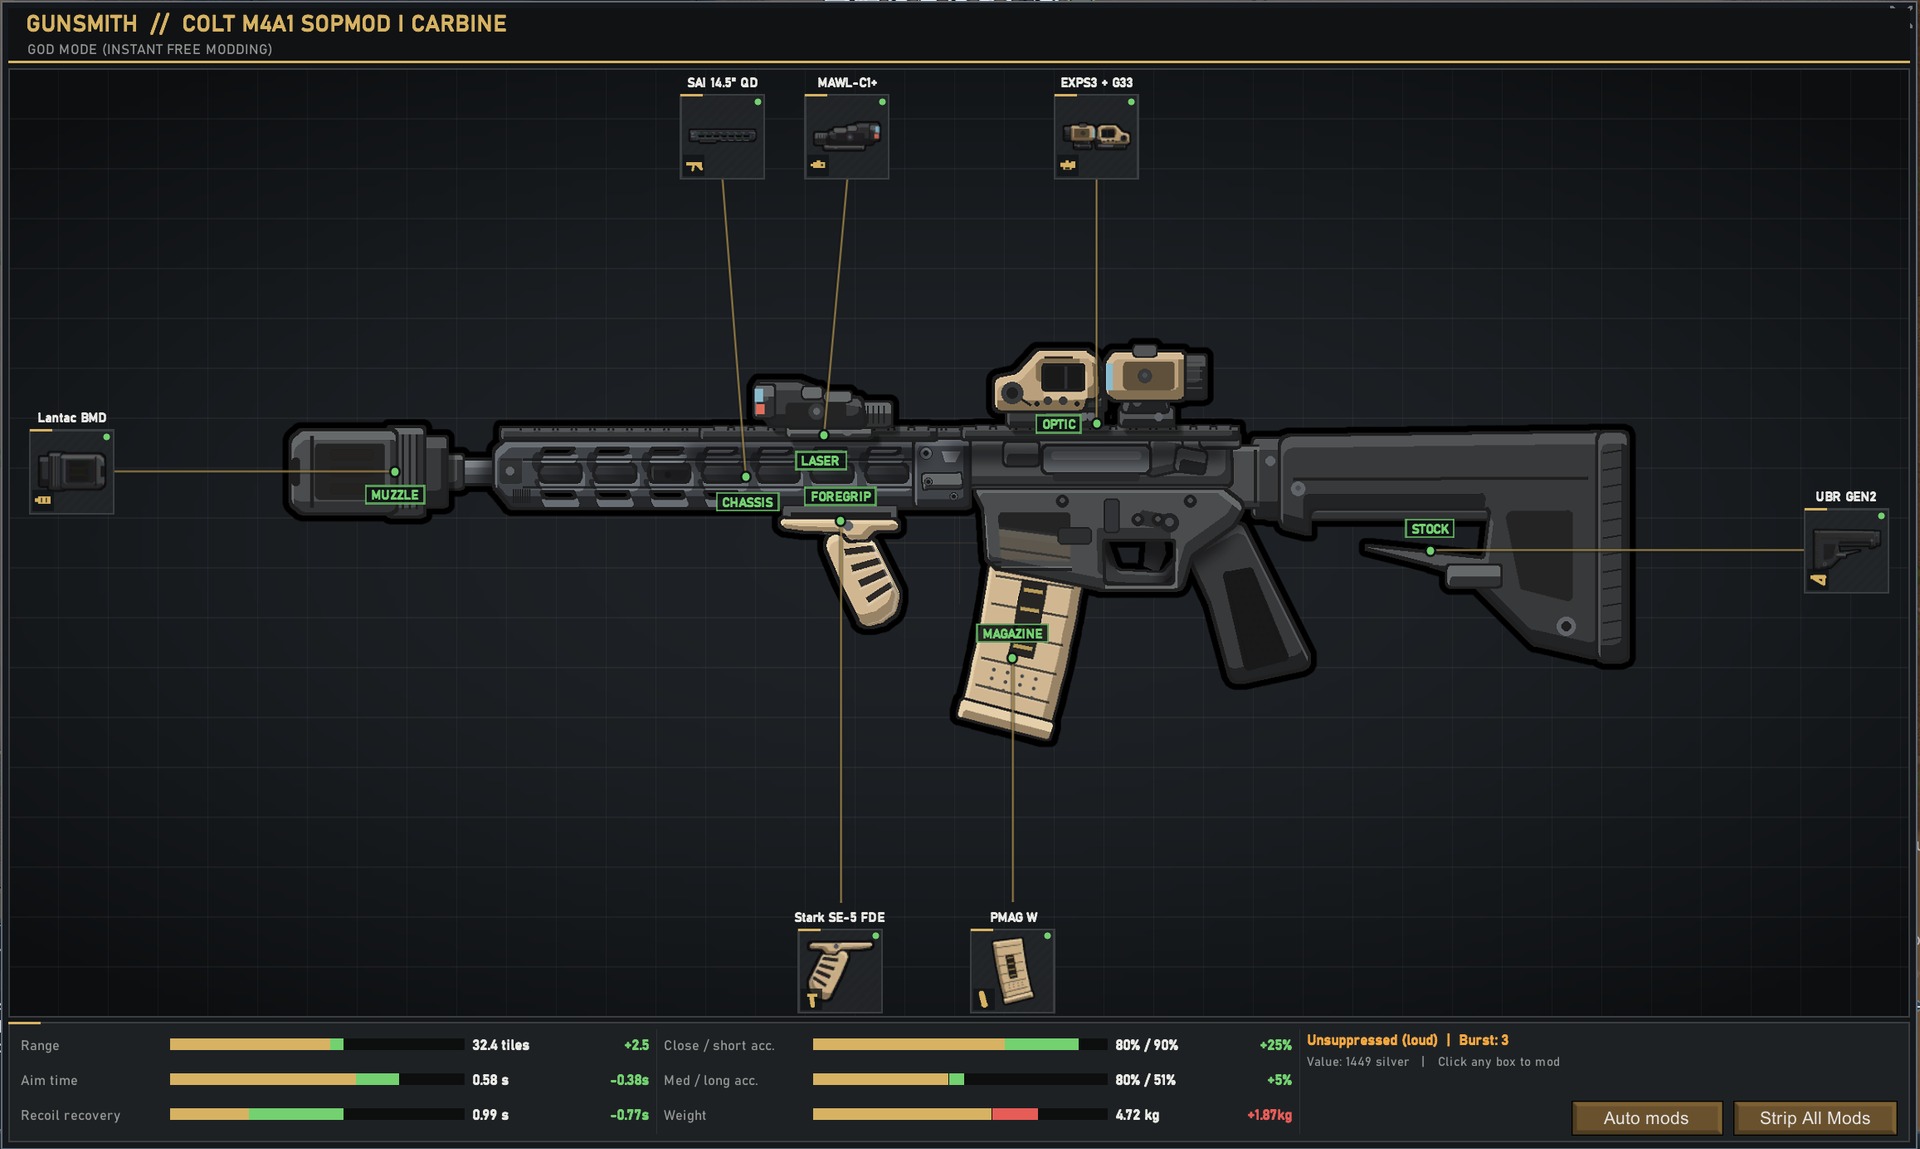 GUNSMITH // COLT M4A1 SOPMOD I CARBINE
GOD MODE (INSTANT FREE MODDING)
SAI 14.5" QD
MAWL-C1+
EXPS3 + G33
Lantac BMD
OPTIC
LASER
MUZZLE
CHASSIS
FOREGRIP
UBR GEN2
STOCK
MAGAZINE
Stark SE-5 FDE
PMAG W
Range 32.4 tiles +2.5
Aim time 0.58 s -0.38s
Recoil recovery 0.99 s -0.77s
Close / short acc. 80% / 90% +25%
Med / long acc. 80% / 51% +5%
Weight 4.72 kg +1.87kg
Unsuppressed (loud) | Burst: 3
Value: 1449 silver | Click any box to mod
Auto mods
Strip All Mods